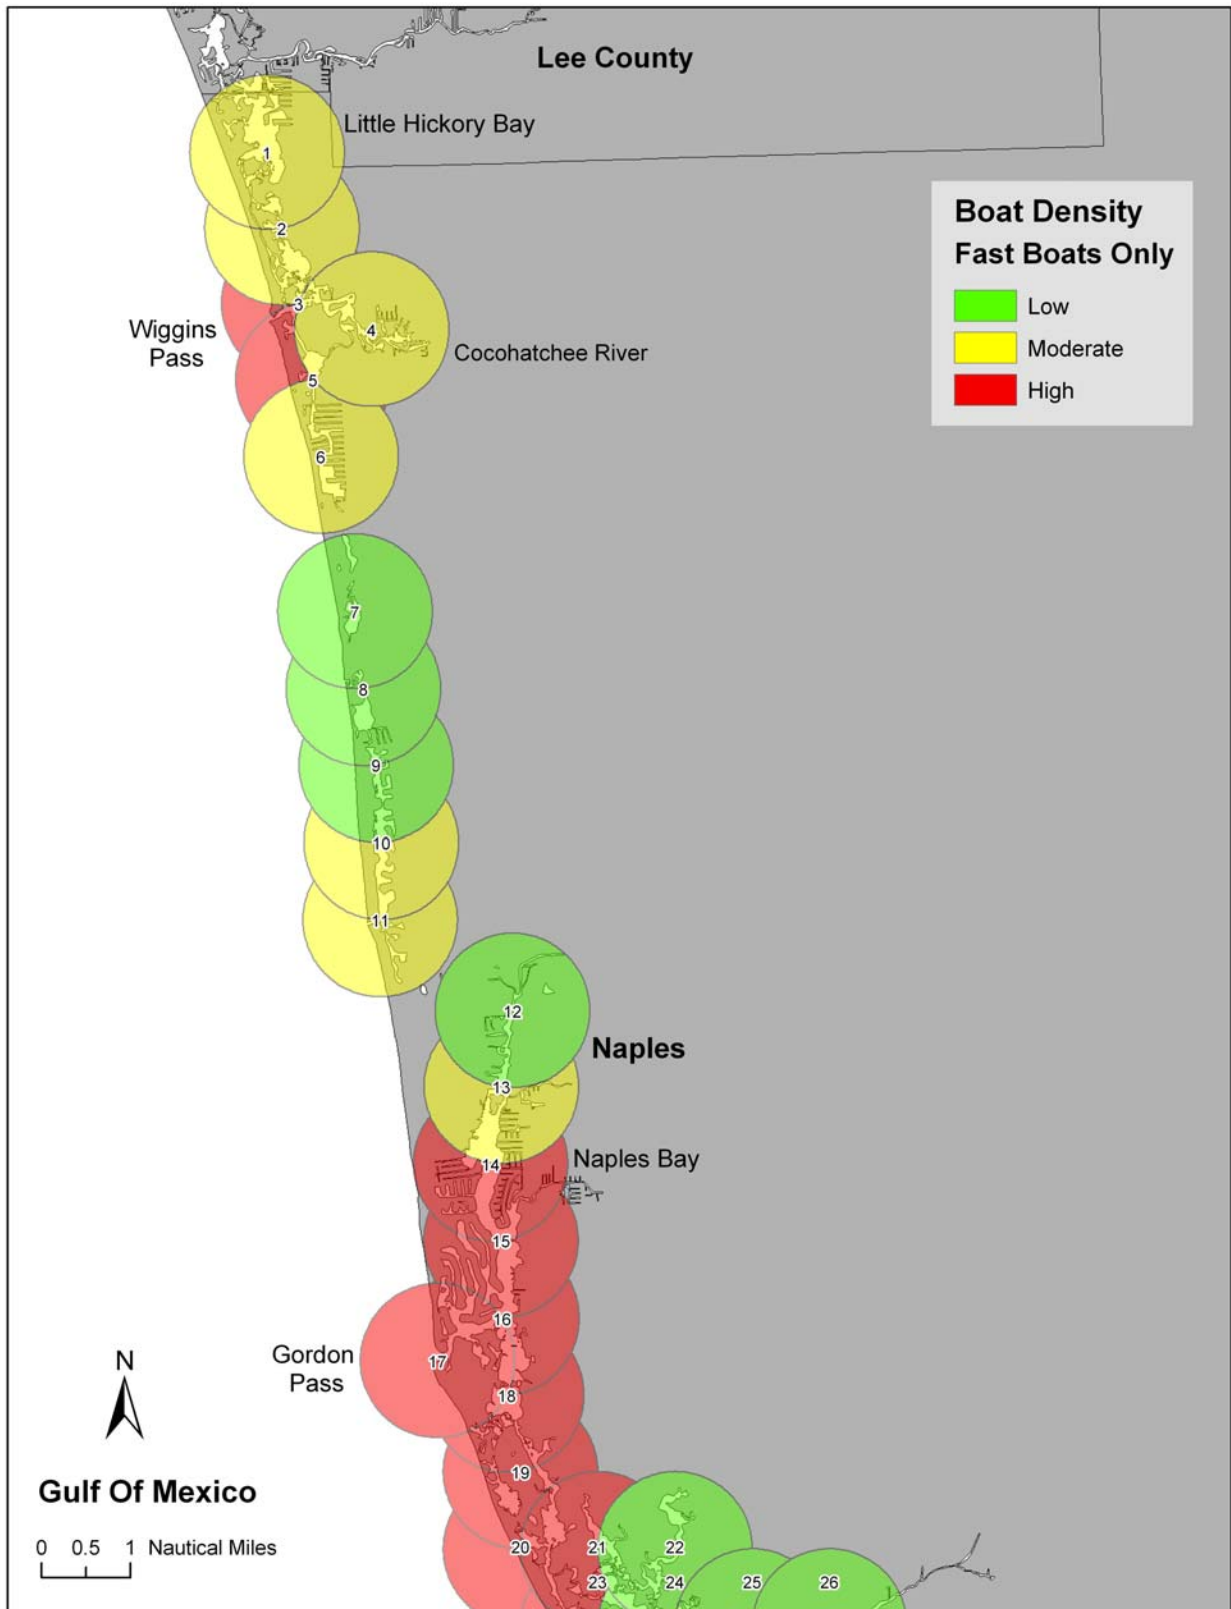 Lee County
Little Hickory Bay
1
Boat Density
Fast Boats Only
Low
Moderate
High
2
3
Wiggins
Pass
4
Cocohatchee River
5
6
7
8
9
10
11
12
Naples
13
14
Naples Bay
15
16
Gordon
Pass
17
18
N
19
Gulf Of Mexico
0 0.5 1 Nautical Miles
20
21
22
23
24
25
26